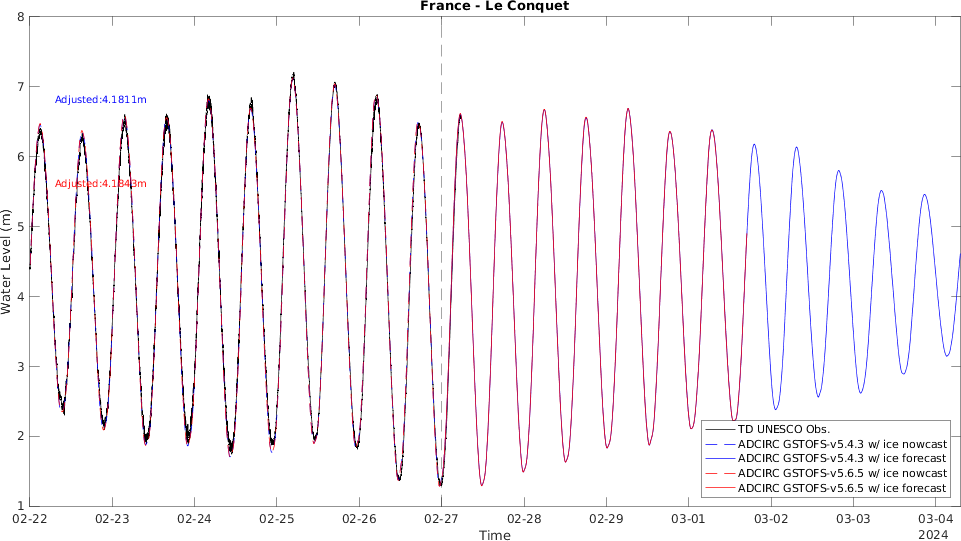 France - Le Conquet
8
7
6
5
4
3
2
1
Water Level (m)
Adjusted:4.1811m
Adjusted:4.1843m
02-22
02-23
02-24
02-25
02-26
02-27
02-28
02-29
03-01
03-02
03-03
03-04
2024
Time
TD UNESCO Obs.
ADCIRC GSTOFS-v5.4.3 w/ ice nowcast
ADCIRC GSTOFS-v5.4.3 w/ ice forecast
ADCIRC GSTOFS-v5.6.5 w/ ice nowcast
ADCIRC GSTOFS-v5.6.5 w/ ice forecast